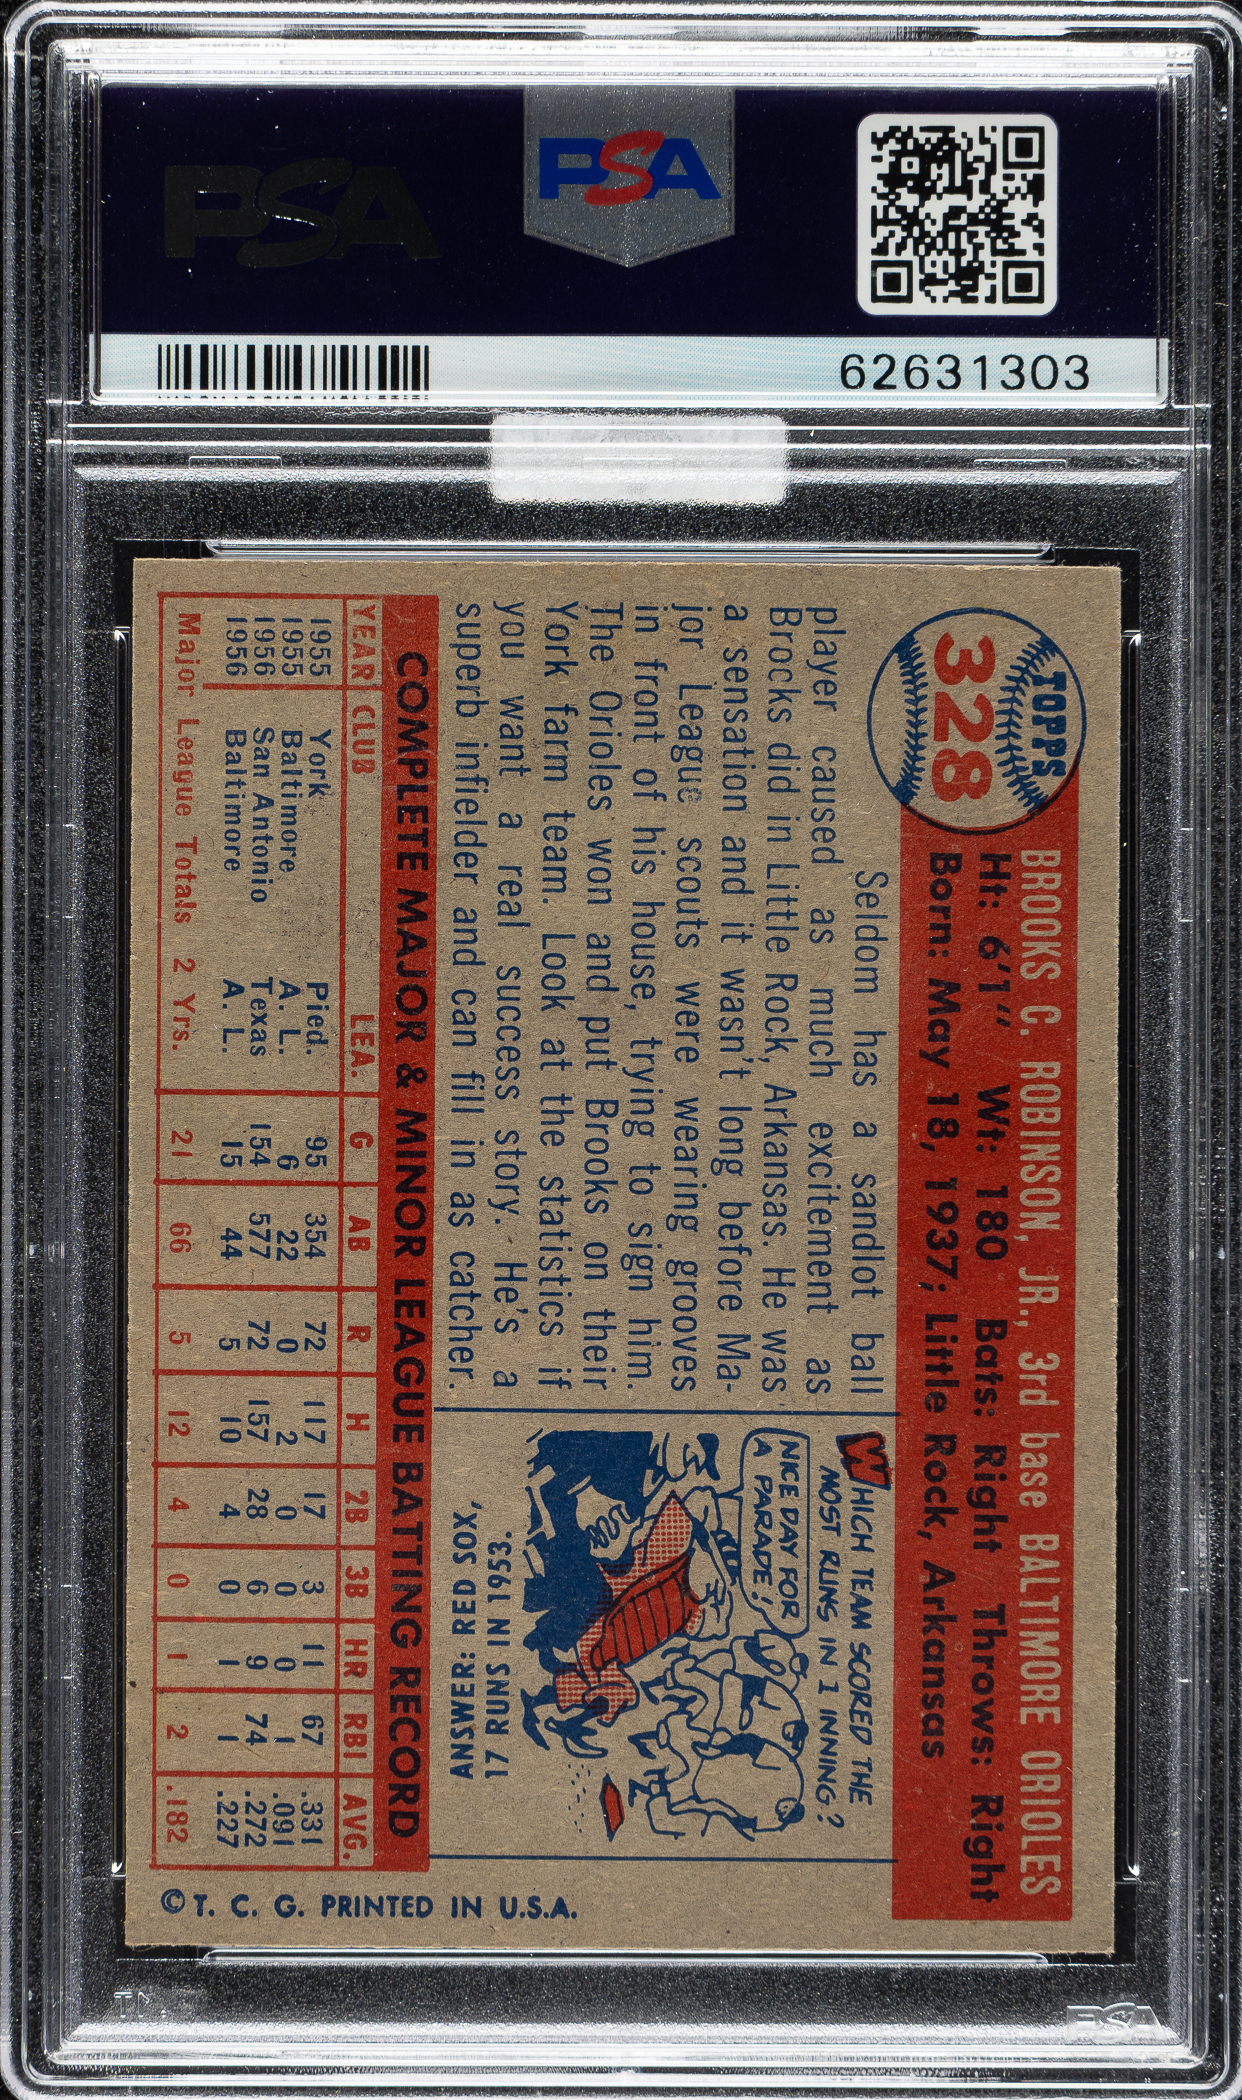 PSA
PSA
62631303
TOPPS
328
BROOKS C. ROBINSON, JR., 3rd base BALTIMORE ORIOLES
Ht: 6'1" Wt: 180 Bats: Right Throws: Right
Born: May 18, 1937; Little Rock, Arkansas
Seldom has a sandlot ball
player caused as much excitement as
Brocks did in Little Rock, Arkansas. He was
a sensation and it wasn't long before Ma-
jor League scouts were wearing grooves
in front of his house, trying to sign him.
The Orioles won and put Brooks on their
York farm team. Look at the statistics if
you want a real success story. He's a
superb infielder and can fill in as catcher.
WHICH TEAM SCORED THE
MOST RUNS IN 1 INNING?
NICE DAY FOR
A PARADE!
ANSWER: RED SOX,
17 RUNS IN 1953.
COMPLETE MAJOR & MINOR LEAGUE BATTING RECORD
YEAR CLUB LEA. G AB R H 2B 3B HR RBI AVG.
1955 York Pied. 95 354 72 117 17 3 11 67 .331
1955 Baltimore A. L. 6 22 0 2 0 0 0 1 .091
1956 San Antonio Texas 154 577 72 157 28 6 9 74 .272
1956 Baltimore A. L. 15 44 5 10 4 0 1 1 .227
Major League Totals 2 Yrs. 21 66 5 12 4 0 1 2 .182
©T. C. G. PRINTED IN U.S.A.
PSA